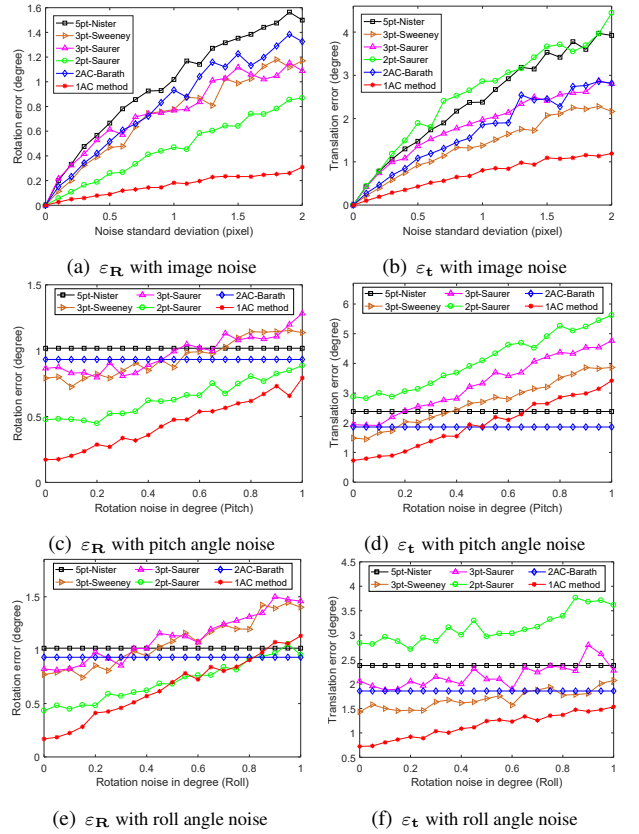 5pt-Nister
3pt-Sweeney
3pt-Saurer
2pt-Saurer
2AC-Barath
1AC method
Rotation error (degree)
0
0.2
0.4
0.6
0.8
1.0
1.2
1.4
1.6
0
0.5
1
1.5
2
Noise standard deviation (pixel)
(a) εR with image noise
5pt-Nister
3pt-Sweeney
3pt-Saurer
2pt-Saurer
2AC-Barath
1AC method
Translation error (degree)
0
1
2
3
4
0
0.5
1
1.5
2
Noise standard deviation (pixel)
(b) εt with image noise
5pt-Nister 3pt-Saurer 2AC-Barath
3pt-Sweeney 2pt-Saurer 1AC method
Rotation error (degree)
0
0.5
1
1.5
0 0.2 0.4 0.6 0.8 1
Rotation noise in degree (Pitch)
(c) εR with pitch angle noise
5pt-Nister 3pt-Saurer 2AC-Barath
3pt-Sweeney 2pt-Saurer 1AC method
Translation error (degree)
0
1
2
3
4
5
6
0 0.2 0.4 0.6 0.8 1
Rotation noise in degree (Pitch)
(d) εt with pitch angle noise
5pt-Nister 3pt-Saurer 2AC-Barath
3pt-Sweeney 2pt-Saurer 1AC method
Rotation error (degree)
0
0.5
1
1.5
0 0.2 0.4 0.6 0.8 1
Rotation noise in degree (Roll)
(e) εR with roll angle noise
5pt-Nister 3pt-Saurer 2AC-Barath
3pt-Sweeney 2pt-Saurer 1AC method
Translation error (degree)
0.5
1
1.5
2
2.5
3
3.5
4
4.5
0 0.2 0.4 0.6 0.8 1
Rotation noise in degree (Roll)
(f) εt with roll angle noise